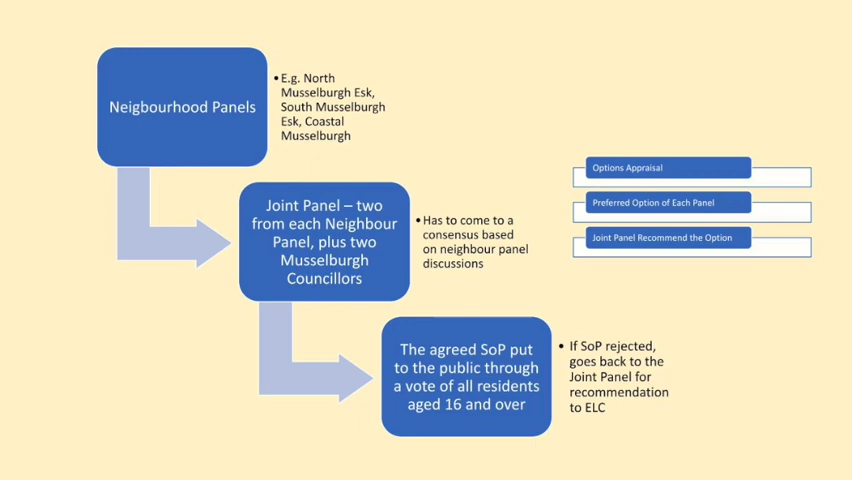 Neigbourhood Panels
•E.g. North
Musselburgh Esk,
South Musselburgh
Esk, Coastal
Musselburgh
Joint Panel – two
from each Neighbour
Panel, plus two
Musselburgh
Councillors
•Has to come to a
consensus based
on neighbour panel
discussions
Options Appraisal
Preferred Option of Each Panel
Joint Panel Recommend the Option
The agreed SoP put
to the public through
a vote of all residents
aged 16 and over
• If SoP rejected,
goes back to the
Joint Panel for
recommendation
to ELC